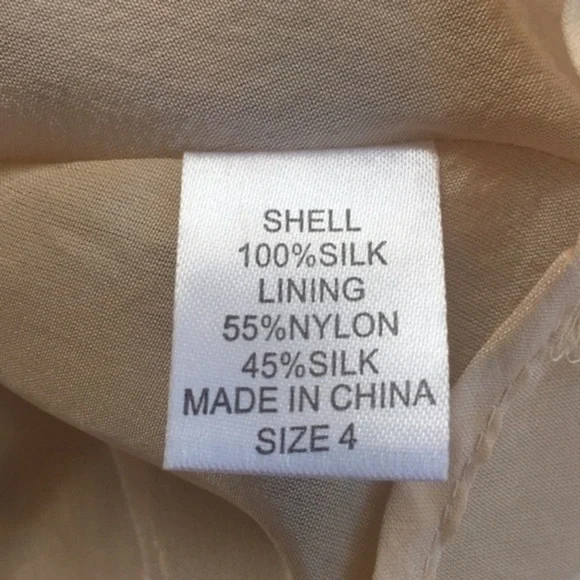 SHELL
100%SILK
LINING
55%NYLON
45%SILK
MADE IN CHINA
SIZE 4